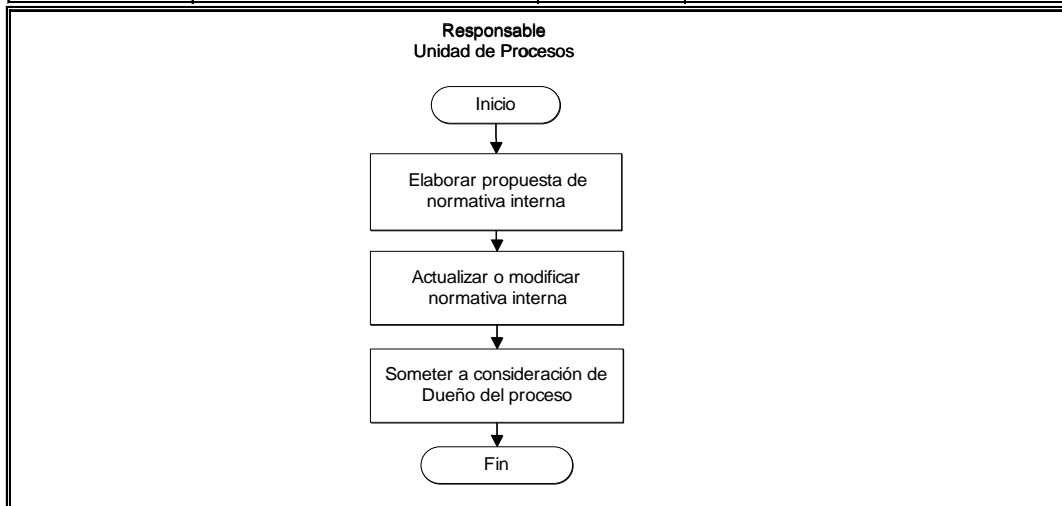 Responsable
Unidad de Procesos
Inicio
Elaborar propuesta de
normativa interna
Actualizar o modificar
normativa interna
Someter a consideración de
Dueño del proceso
Fin